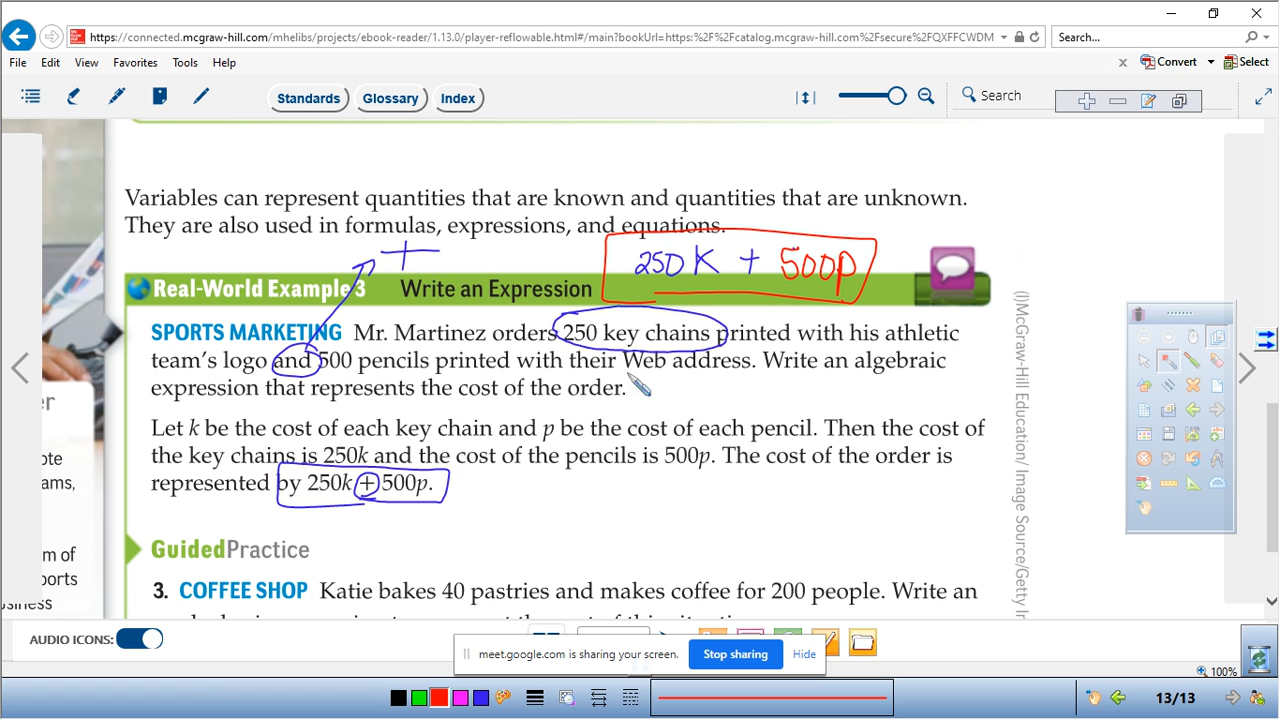 https://connected.mcgraw-hill.com/mhelibs/projects/ebook-reader/1.13.0/player-reflowable.html#/main?bookUrl=https:%2F%2Fcatalog.mcgraw-hill.com%2Fsecure%2FQXFFCWDM
Search...
File Edit View Favorites Tools Help
x Convert Select
Standards Glossary Index Search
Variables can represent quantities that are known and quantities that are unknown.
They are also used in formulas, expressions, and equations.
+
250K + 500p
Real-World Example 3 Write an Expression
SPORTS MARKETING Mr. Martinez orders 250 key chains printed with his athletic
team's logo and 500 pencils printed with their Web address. Write an algebraic
expression that represents the cost of the order.
Let k be the cost of each key chain and p be the cost of each pencil. Then the cost of
the key chains is 250k and the cost of the pencils is 500p. The cost of the order is
represented by 250k + 500p.
GuidedPractice
3. COFFEE SHOP Katie bakes 40 pastries and makes coffee for 200 people. Write an
(l)McGraw-Hill Education/ Image Source/Getty
er
ote
ams,
m of
ports
usiness
AUDIO ICONS:
meet.google.com is sharing your screen. Stop sharing Hide
100%
13/13